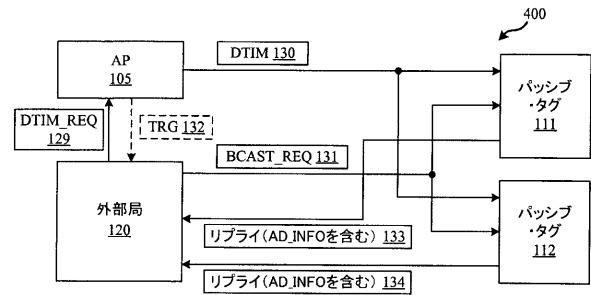 400
AP
105
DTIM 130
パッシブ
・タグ
111
DTIM_REQ
129
TRG 132
BCAST_REQ 131
外部局
120
リプライ(AD_INFOを含む) 133
パッシブ
・タグ
112
リプライ(AD_INFOを含む) 134